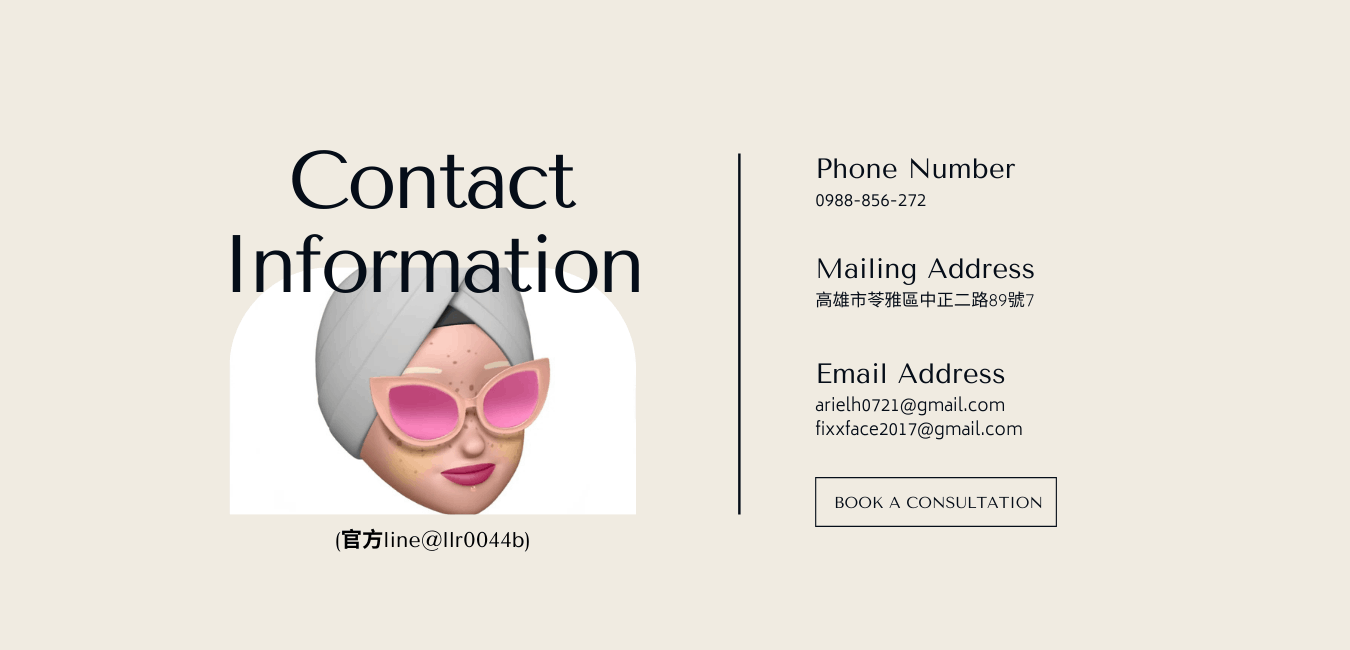 Contact
Information
(官方line@llr0044b)
Phone Number
0988-856-272
Mailing Address
高雄市苓雅區中正二路89號7
Email Address
arielh0721@gmail.com
fixxface2017@gmail.com
BOOK A CONSULTATION